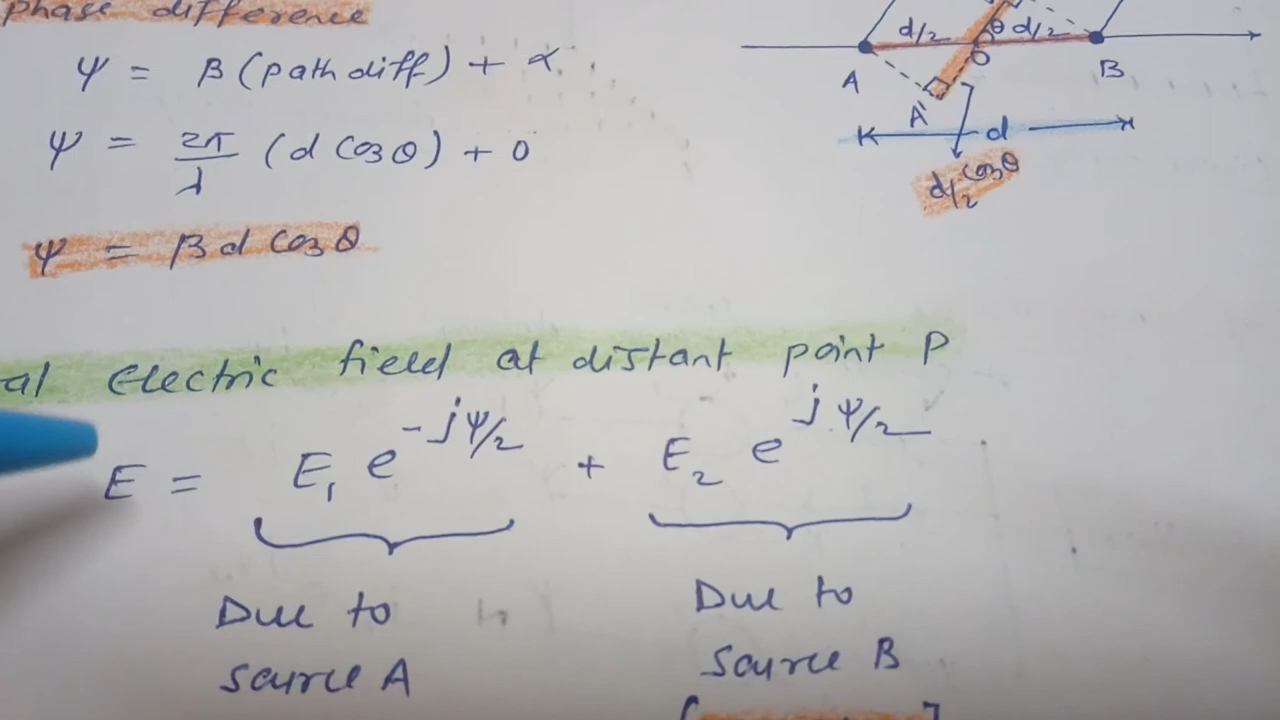 phase difference
ψ = β (path diff) + α
ψ = 2π/λ (d cosθ) + 0
ψ = β d cosθ
d/2 θ d/2
O
A B
A'
d
d/2 cosθ
al Electric field at distant point P
E = E₁ e^(-jψ/2) + E₂ e^(jψ/2)
Due to Due to
source A source B